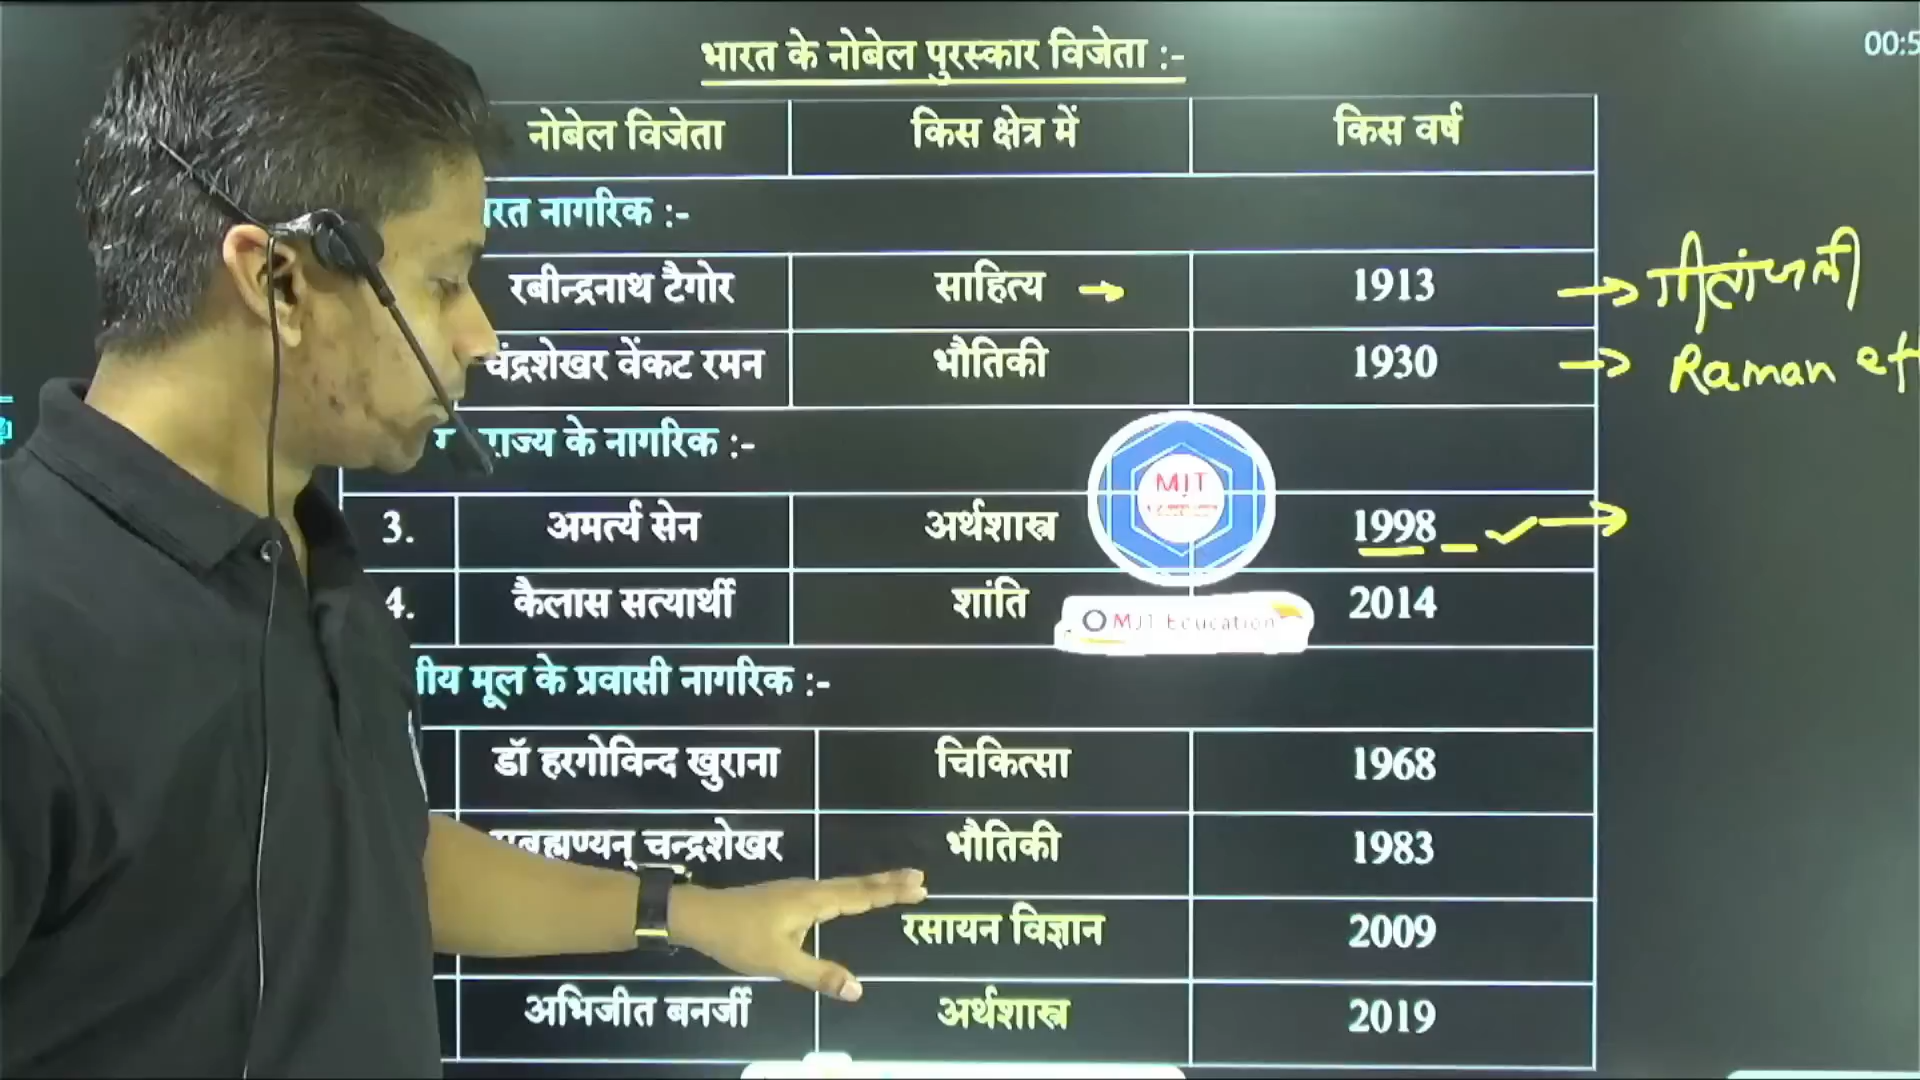 भारत के नोबेल पुरस्कार विजेता :-
00:5
नोबेल विजेता किस क्षेत्र में किस वर्ष
नागरिक :-
रबीन्द्रनाथ टैगोर साहित्य → 1913 → गीतांजली
चंद्रशेखर वेंकट रमन भौतिकी 1930 → Raman
राज्य के नागरिक :-
MJT
3. अमर्त्य सेन अर्थशास्त्र 1998 ✓ →
4. कैलास सत्यार्थी शांति 2014
MJT Education
मूल के प्रवासी नागरिक :-
डॉ हरगोविन्द खुराना चिकित्सा 1968
चन्द्रशेखर भौतिकी 1983
रसायन विज्ञान 2009
अभिजीत बनर्जी अर्थशास्त्र 2019